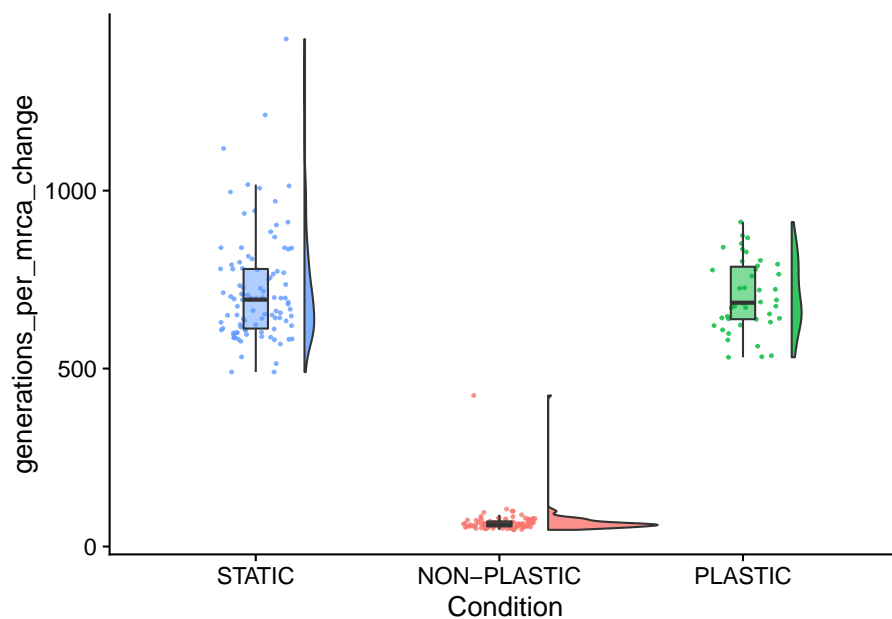 generations_per_mrca_change
1000
500
0
STATIC
NON−PLASTIC
PLASTIC
Condition